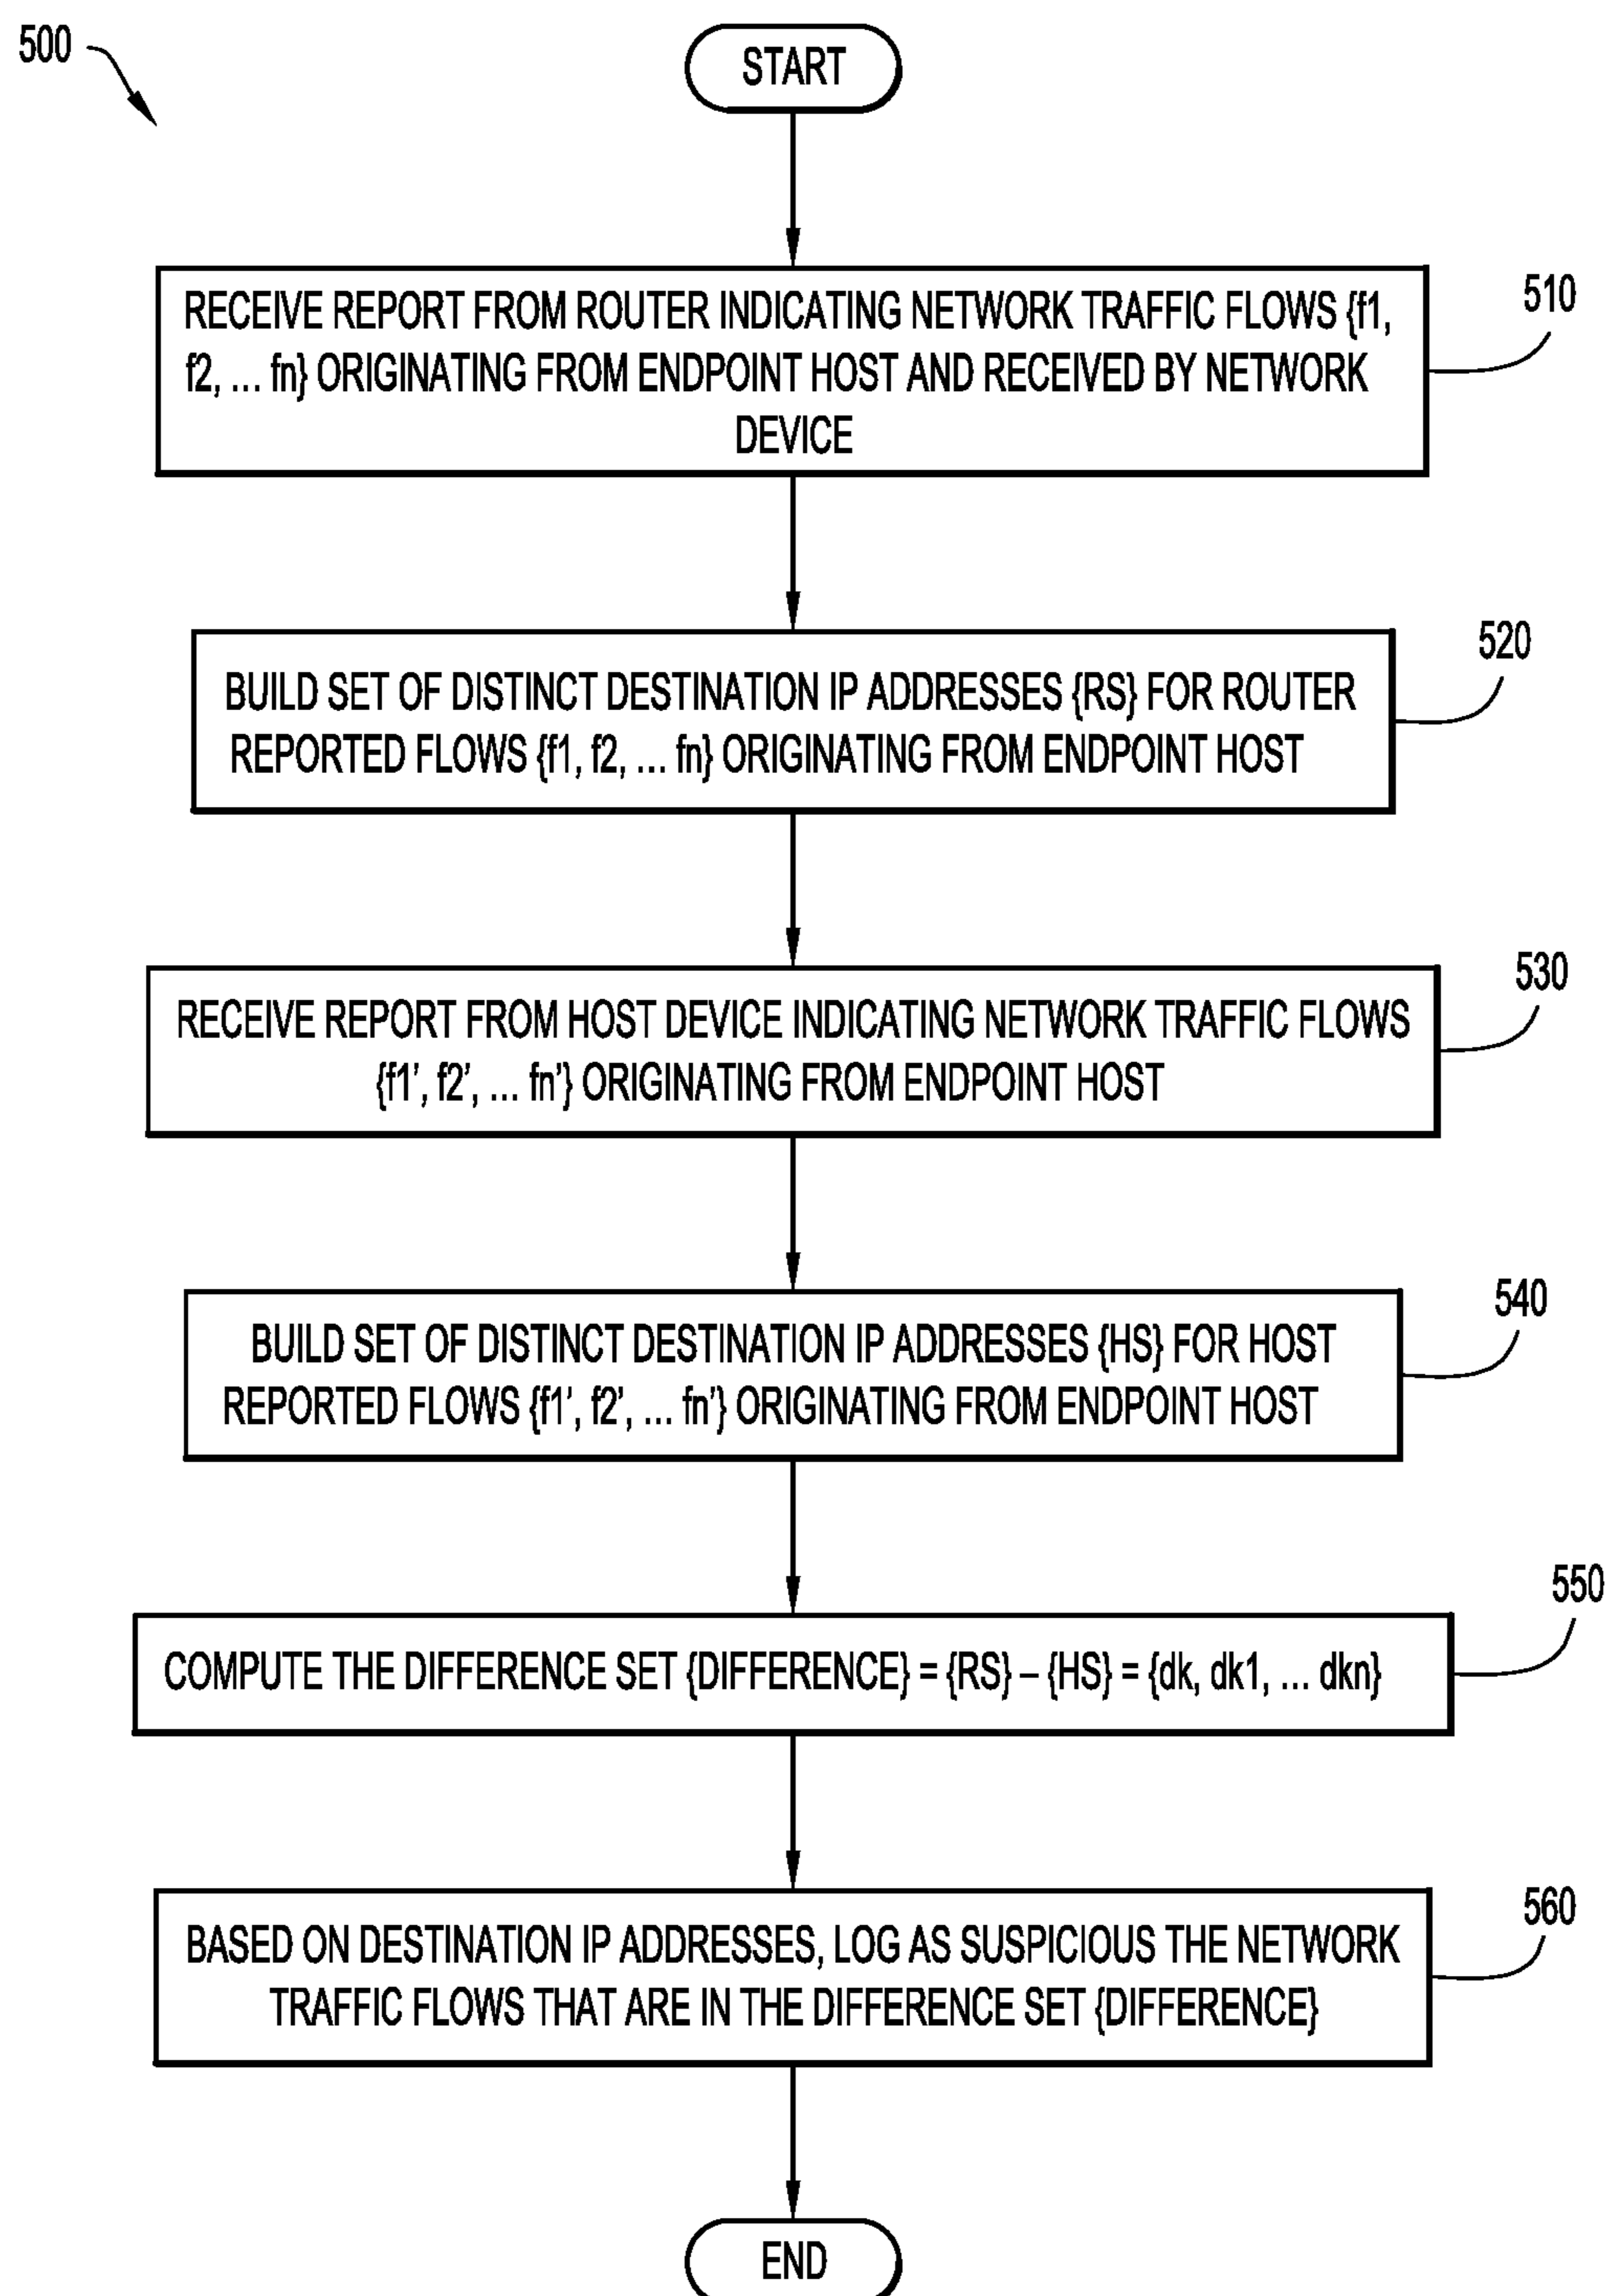 500
START
RECEIVE REPORT FROM ROUTER INDICATING NETWORK TRAFFIC FLOWS {f1,
f2, ... fn} ORIGINATING FROM ENDPOINT HOST AND RECEIVED BY NETWORK
DEVICE
510
BUILD SET OF DISTINCT DESTINATION IP ADDRESSES {RS} FOR ROUTER
REPORTED FLOWS {f1, f2, ... fn} ORIGINATING FROM ENDPOINT HOST
520
RECEIVE REPORT FROM HOST DEVICE INDICATING NETWORK TRAFFIC FLOWS
{f1’, f2’, ... fn’} ORIGINATING FROM ENDPOINT HOST
530
BUILD SET OF DISTINCT DESTINATION IP ADDRESSES {HS} FOR HOST
REPORTED FLOWS {f1’, f2’, ... fn’} ORIGINATING FROM ENDPOINT HOST
540
COMPUTE THE DIFFERENCE SET {DIFFERENCE} = {RS} – {HS} = {dk, dk1, ... dkn}
550
BASED ON DESTINATION IP ADDRESSES, LOG AS SUSPICIOUS THE NETWORK
TRAFFIC FLOWS THAT ARE IN THE DIFFERENCE SET {DIFFERENCE}
560
END